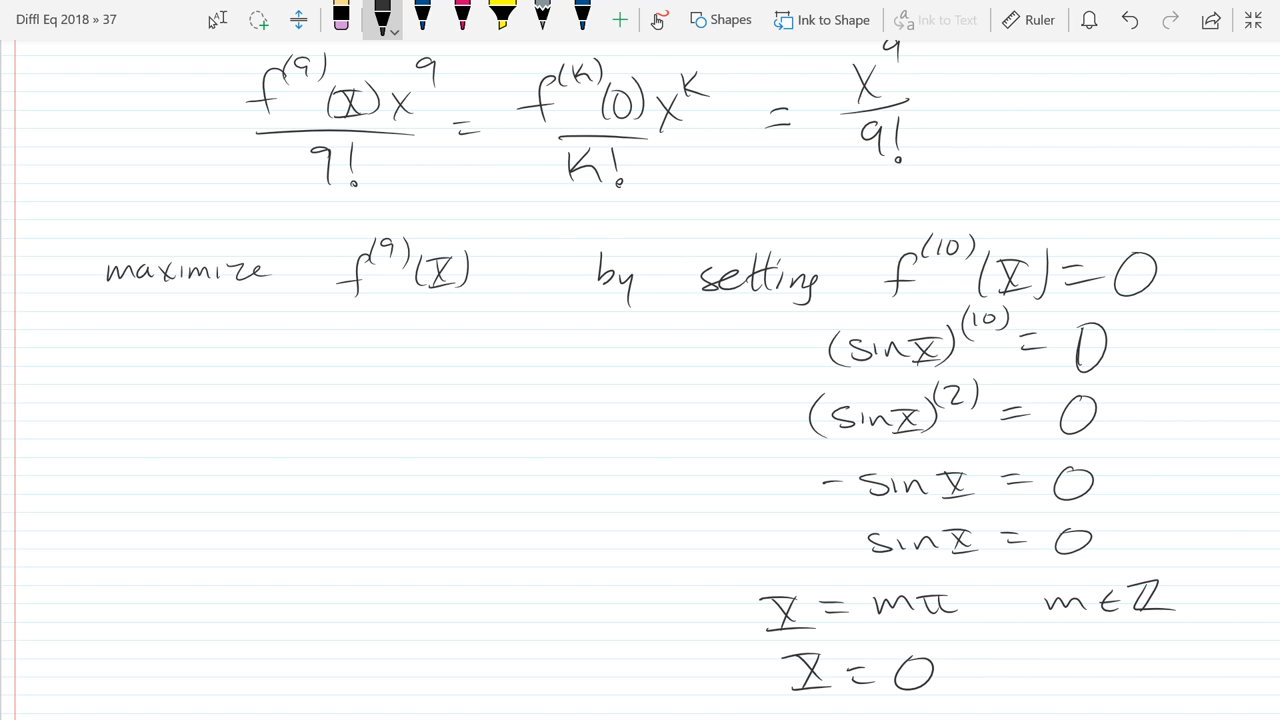 Diffl Eq 2018 » 37 Shapes Ink to Shape Ink to Text Ruler
f^(9)(X)x^9 / 9! = f^(K)(0)x^K / K! = x^9 / 9!
maximize f^(9)(X) by setting f^(10)(X) = 0
(sin X)^(10) = 0
(sin X)^(2) = 0
- sin X = 0
sin X = 0
X = mπ m ∈ ℤ
X = 0